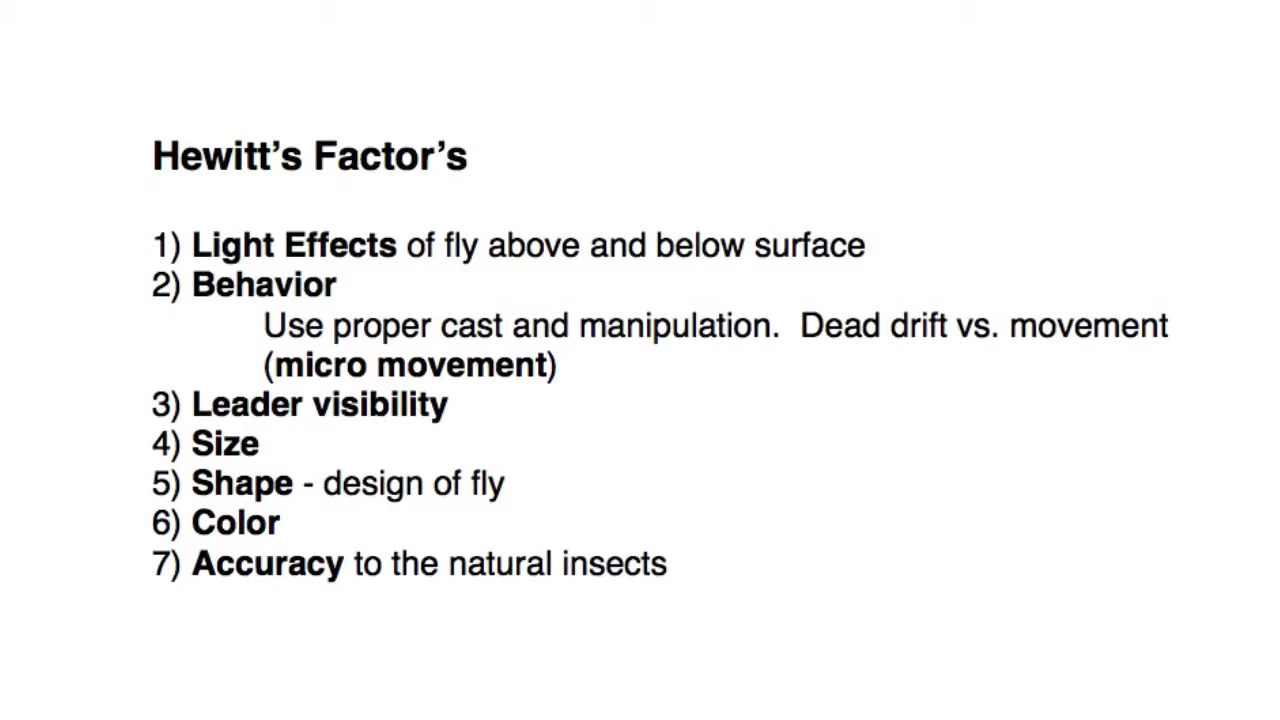 Hewitt’s Factor’s
1) Light Effects of fly above and below surface
2) Behavior
Use proper cast and manipulation.  Dead drift vs. movement
(micro movement)
3) Leader visibility
4) Size
5) Shape - design of fly
6) Color
7) Accuracy to the natural insects